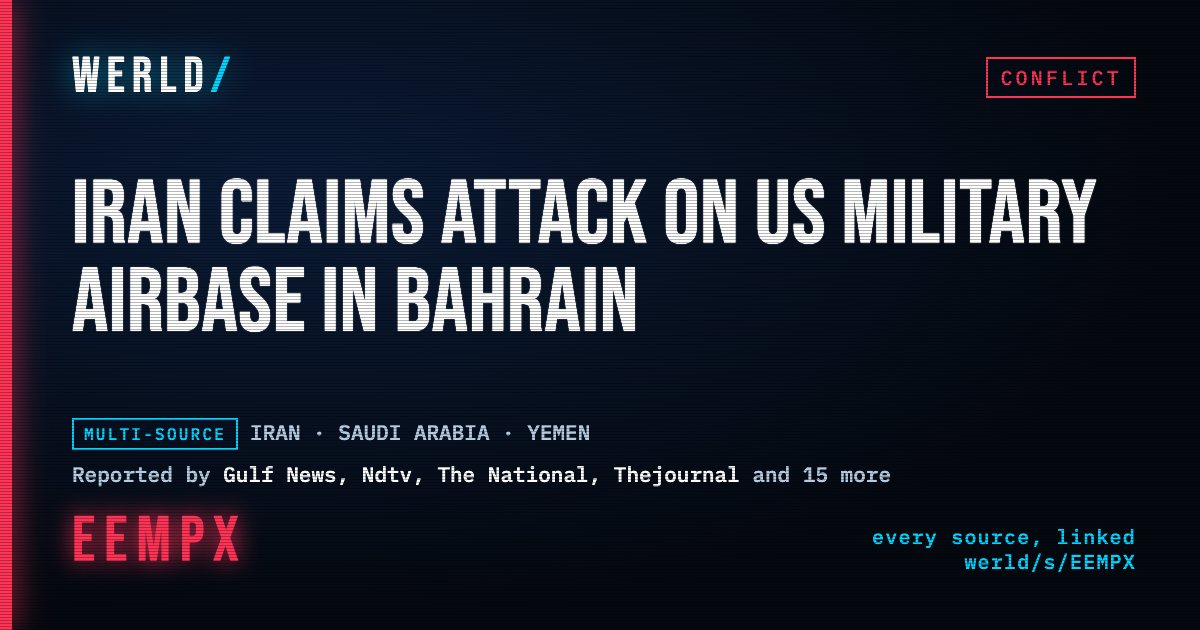 WERLD/
CONFLICT
IRAN CLAIMS ATTACK ON US MILITARY
AIRBASE IN BAHRAIN
MULTI-SOURCE IRAN · SAUDI ARABIA · YEMEN
Reported by Gulf News, Ndtv, The National, Thejournal and 15 more
EEMPX
every source, linked
werld/s/EEMPX